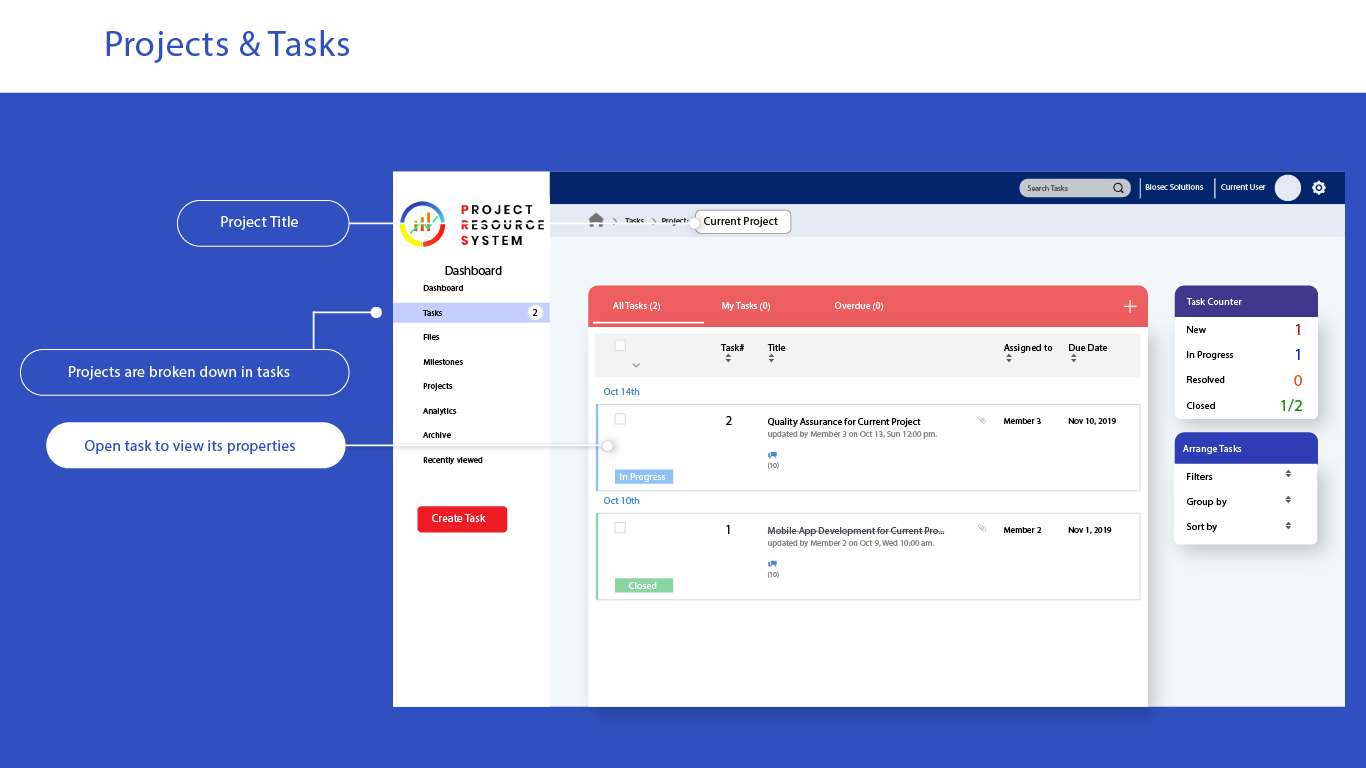 Projects & Tasks
Search Tasks
Biosec Solutions
Current User
Project Title
PROJECT
RESOURCE
SYSTEM
Tasks
Project
Current Project
Dashboard
Dashboard
Tasks 2
Files
Milestones
Projects
Analytics
Archive
Recently viewed
Create Task
Projects are broken down in tasks
Open task to view its properties
All Tasks (2) My Tasks (0) Overdue (0)
Task# Title Assigned to Due Date
Oct 14th
2 Quality Assurance for Current Project Member 3 Nov 10, 2019
updated by Member 3 on Oct 13, Sun 12:00 pm.
(10)
In Progress
Oct 10th
1 Mobile App Development for Current Pro... Member 2 Nov 1, 2019
updated by Member 2 on Oct 9, Wed 10:00 am.
(10)
Closed
Task Counter
New 1
In Progress 1
Resolved 0
Closed 1/2
Arrange Tasks
Filters
Group by
Sort by